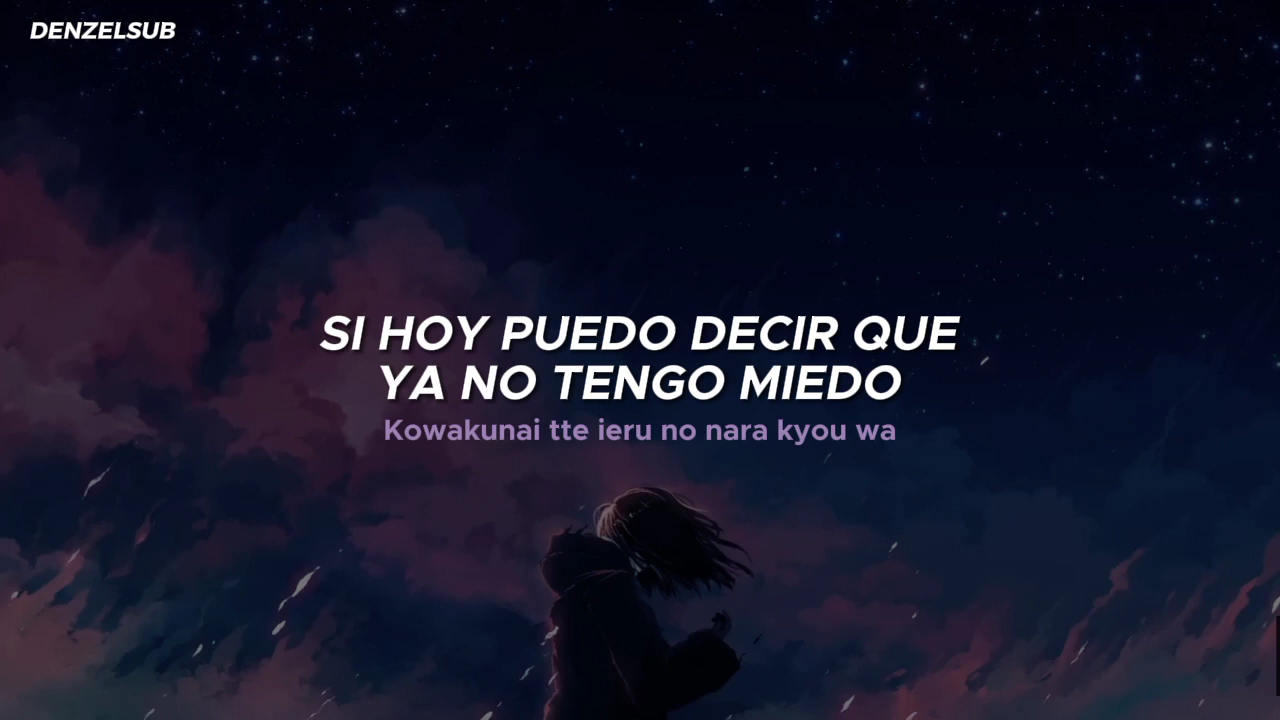 DENZELSUB
SI HOY PUEDO DECIR QUE
YA NO TENGO MIEDO
Kowakunai tte ieru no nara kyou wa